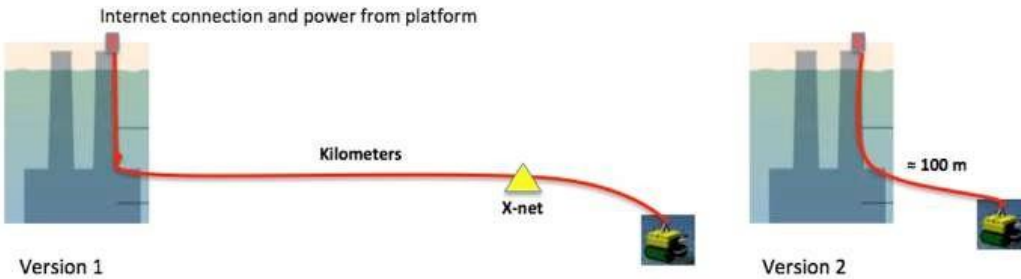 Internet connection and power from platform
Kilometers
≈ 100 m
X-net
Version 1
Version 2